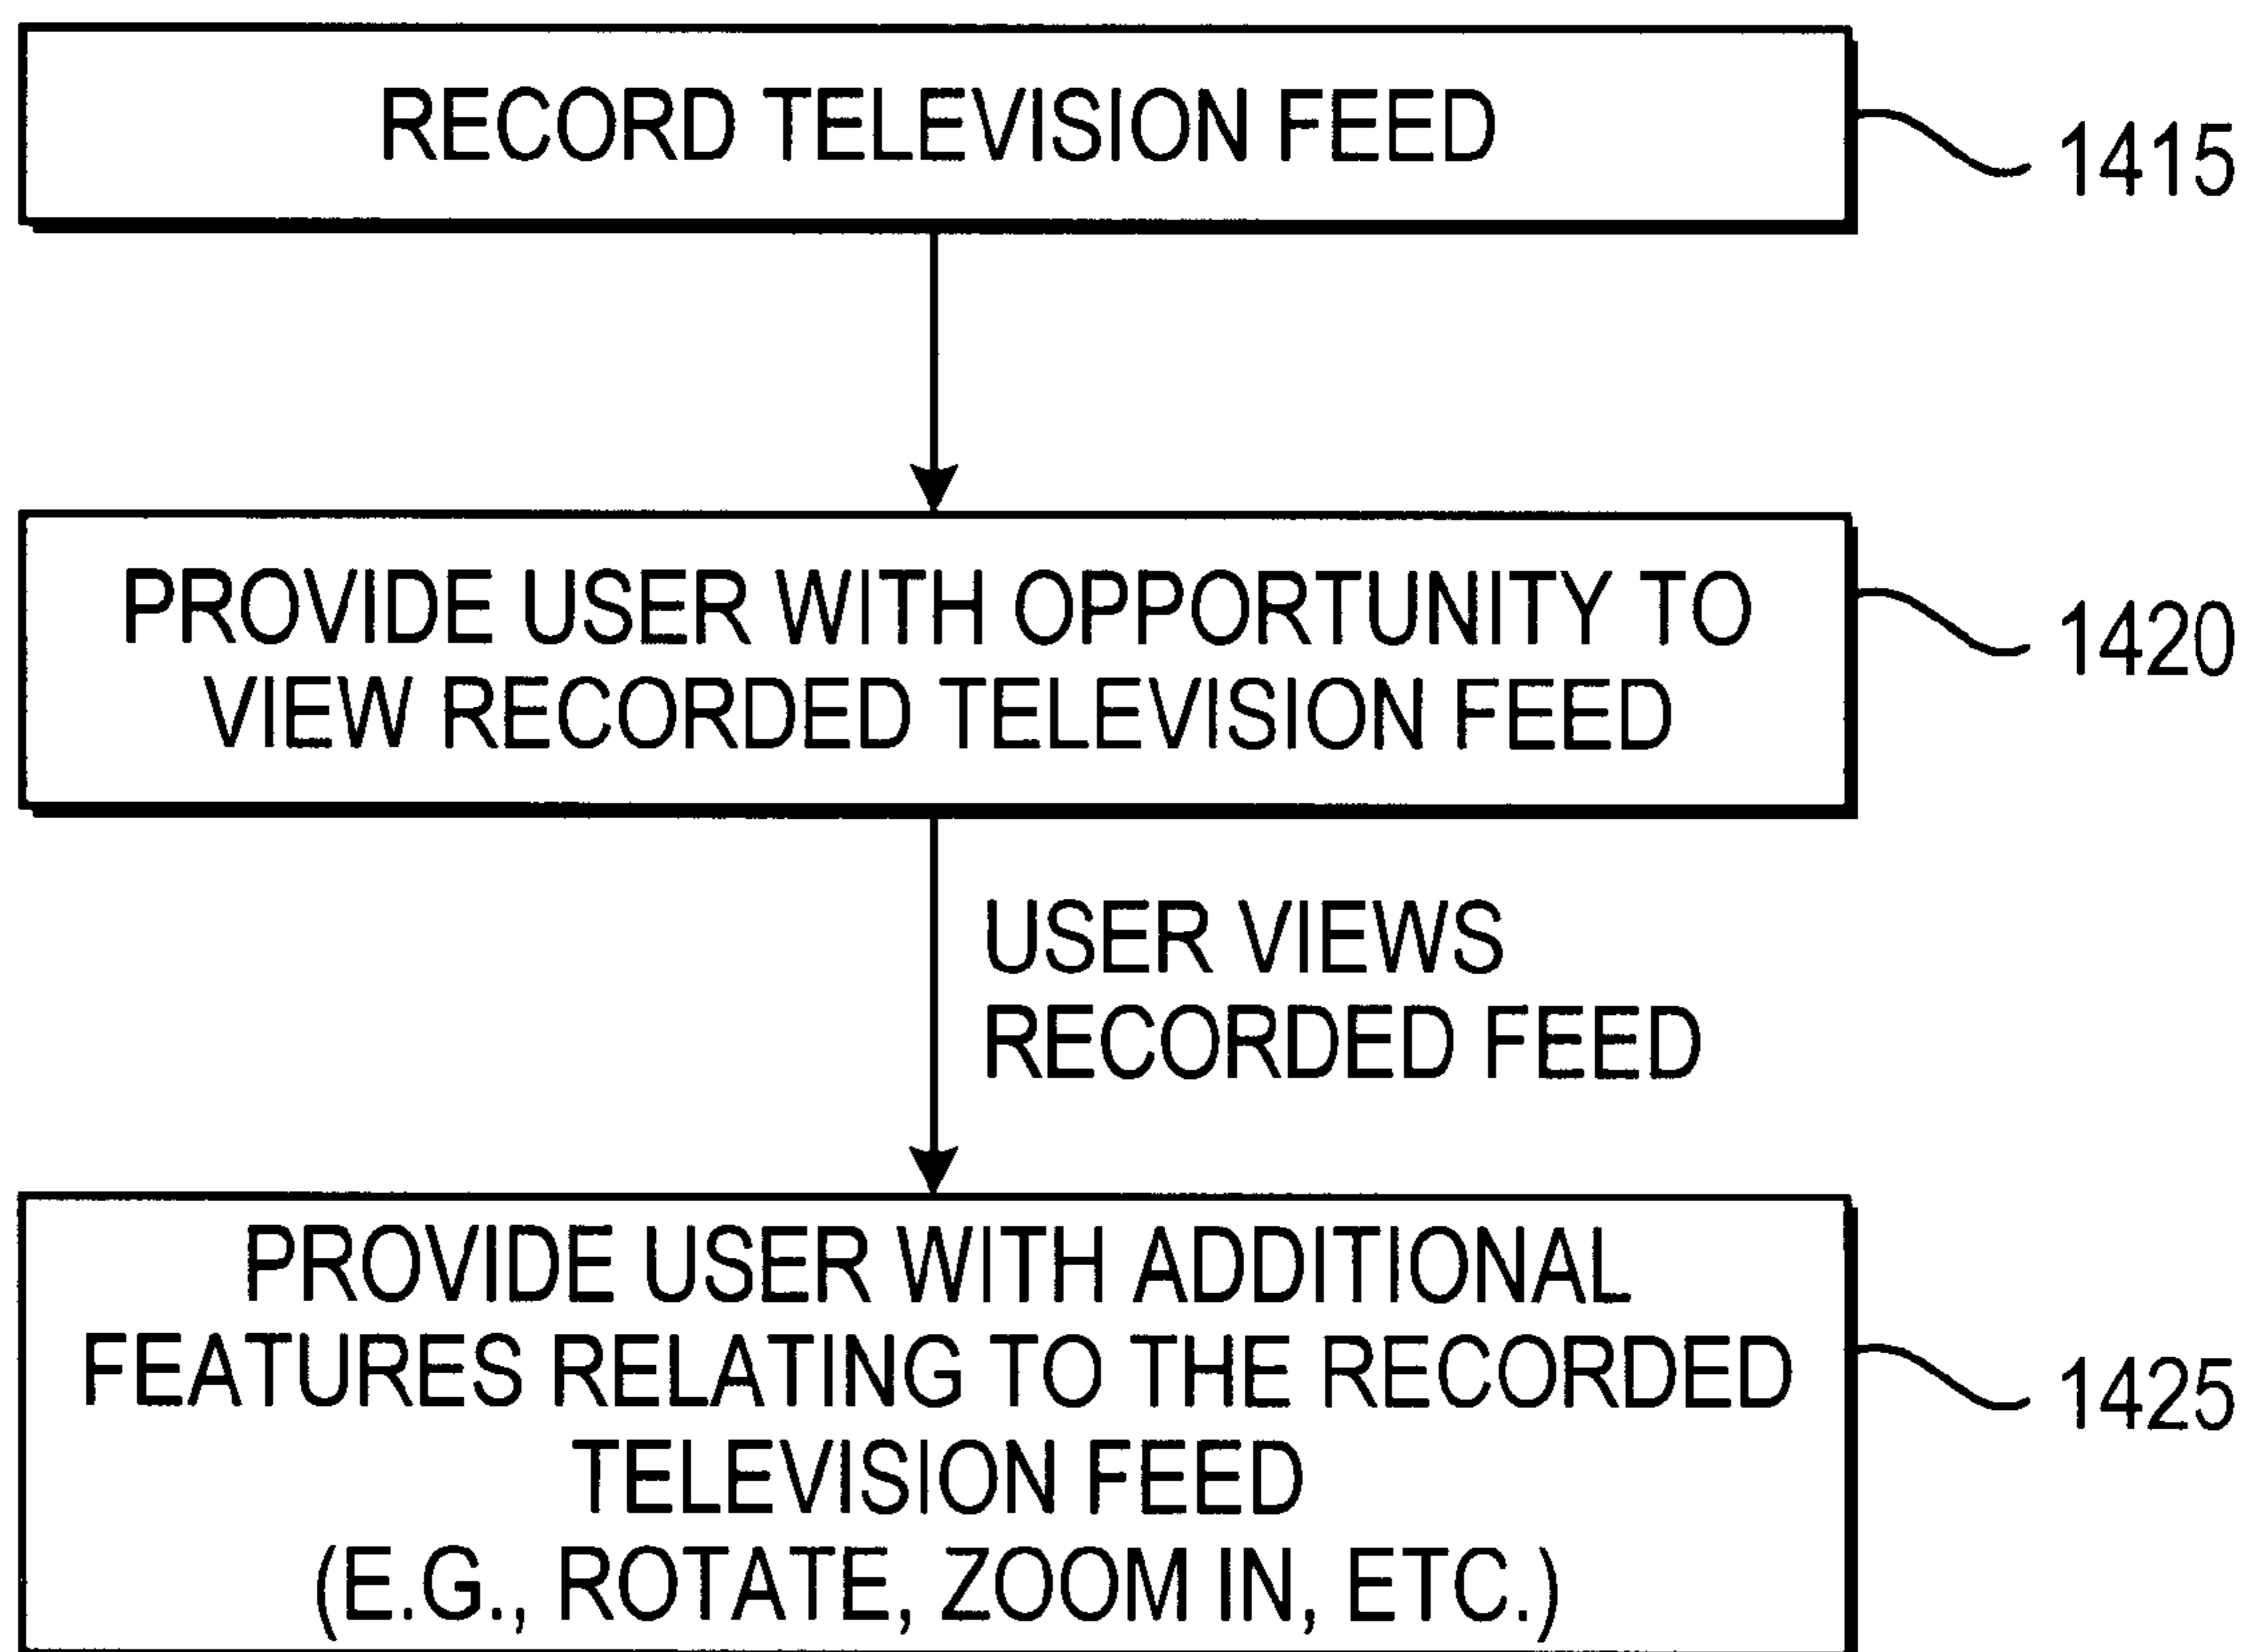 RECORD TELEVISION FEED
1415
PROVIDE USER WITH OPPORTUNITY TO
VIEW RECORDED TELEVISION FEED
1420
USER VIEWS
RECORDED FEED
PROVIDE USER WITH ADDITIONAL
FEATURES RELATING TO THE RECORDED
TELEVISION FEED
(E.G., ROTATE, ZOOM IN, ETC.)
1425